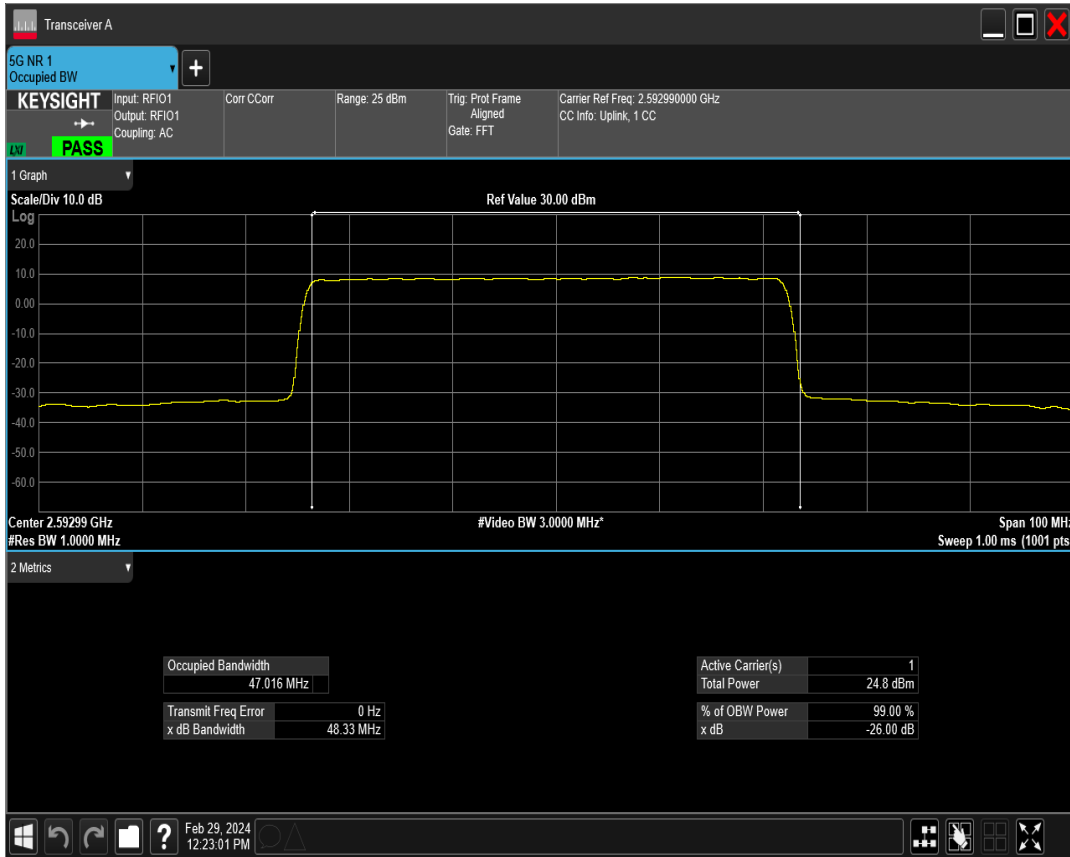 Transceiver A
5G NR 1
Occupied BW
KEYSIGHT
LXI
PASS
Input: RFIO1
Output: RFIO1
Coupling: AC
Corr CCorr
Range: 25 dBm
Trig: Prot Frame
Aligned
Gate: FFT
Carrier Ref Freq: 2.592990000 GHz
CC Info: Uplink, 1 CC
1 Graph
Scale/Div 10.0 dB
Ref Value 30.00 dBm
Log
20.0
10.0
0.00
-10.0
-20.0
-30.0
-40.0
-50.0
-60.0
Center 2.59299 GHz
#Video BW 3.0000 MHz*
Span 100 MHz
#Res BW 1.0000 MHz
Sweep 1.00 ms (1001 pts
2 Metrics
Occupied Bandwidth
47.016 MHz
Transmit Freq Error 0 Hz
x dB Bandwidth 48.33 MHz
Active Carrier(s) 1
Total Power 24.8 dBm
% of OBW Power 99.00 %
x dB -26.00 dB
?
Feb 29, 2024
12:23:01 PM